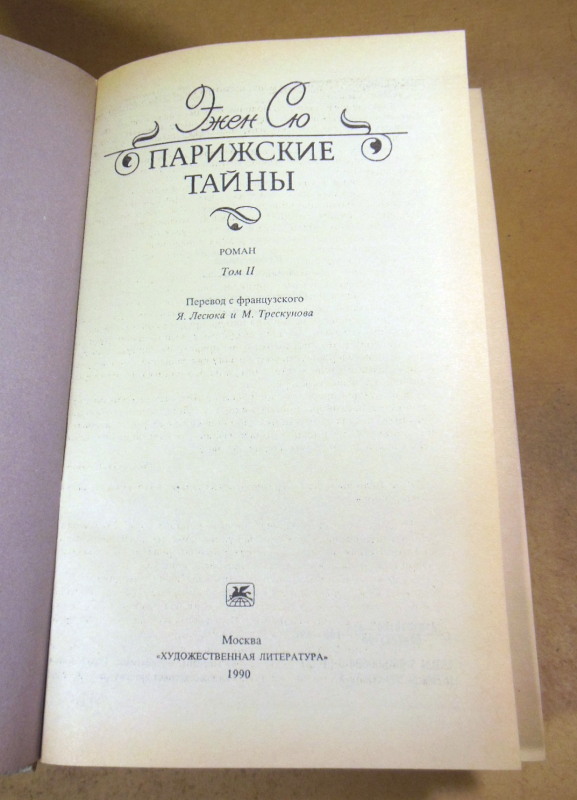 Эжен Сю
ПАРИЖСКИЕ
ТАЙНЫ
РОМАН
Том II
Перевод с французского
Я. Лесюка и М. Трескунова
Москва
«ХУДОЖЕСТВЕННАЯ ЛИТЕРАТУРА»
1990